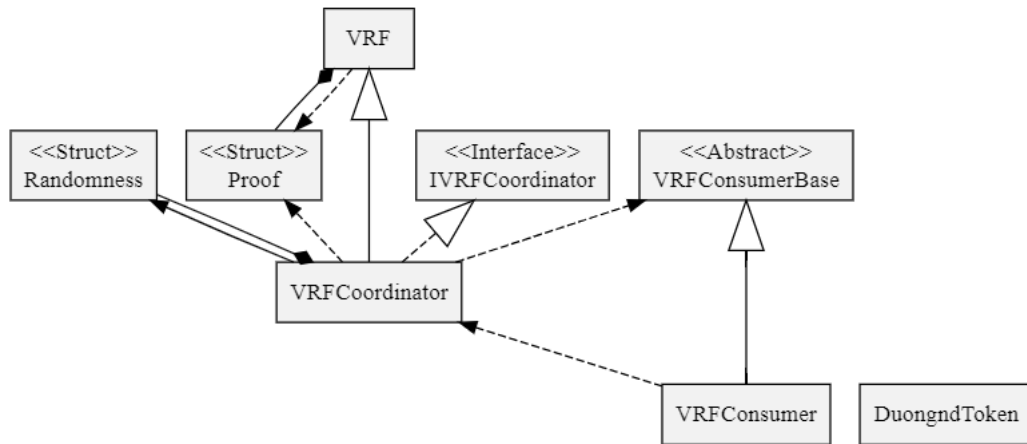 VRF
<<Struct>>
Randomness
<<Struct>>
Proof
<<Interface>>
IVRFCoordinator
<<Abstract>>
VRFConsumerBase
VRFCoordinator
VRFConsumer
DuongndToken